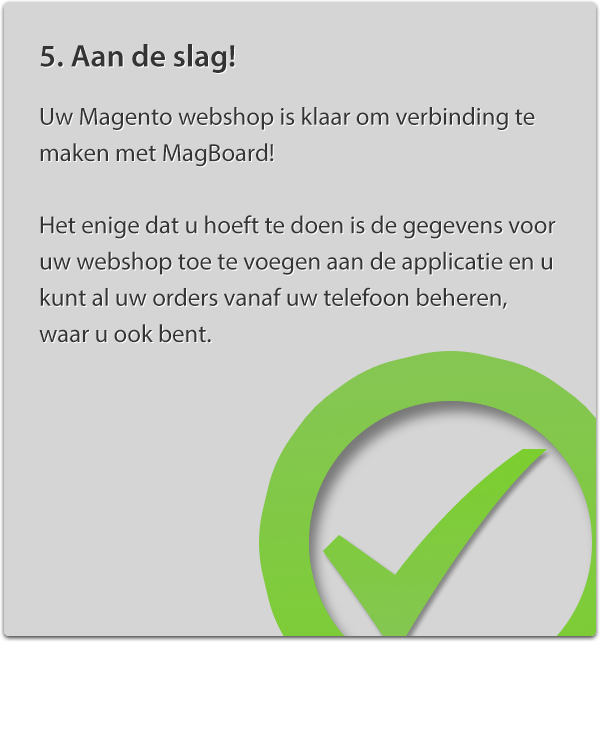 5. Aan de slag!
Uw Magento webshop is klaar om verbinding te
maken met MagBoard!
Het enige dat u hoeft te doen is de gegevens voor
uw webshop toe te voegen aan de applicatie en u
kunt al uw orders vanaf uw telefoon beheren,
waar u ook bent.